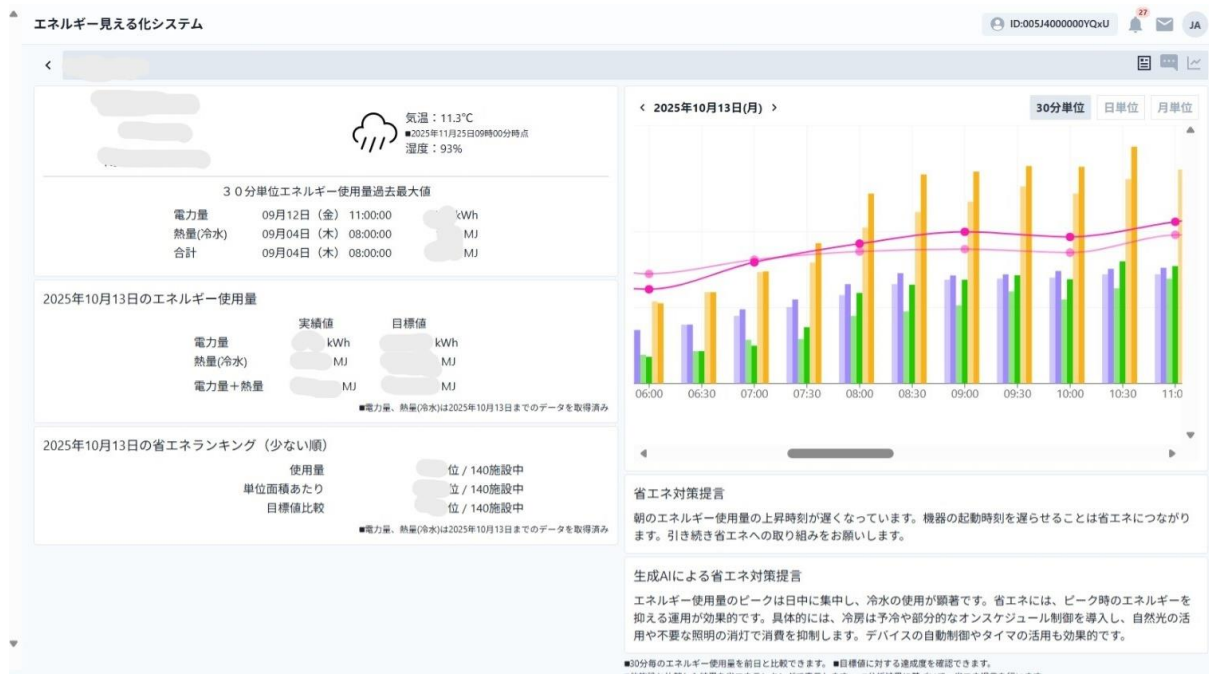 エネルギー見える化システム
ID:005J4000000YQxU
27
JA
気温：11.3℃
■2025年11月25日09時00分時点
湿度：93%
３０分単位エネルギー使用量過去最大値
電力量 09月12日（金） 11:00:00 kWh
熱量(冷水) 09月04日（木） 08:00:00 MJ
合計 09月04日（木） 08:00:00 MJ
2025年10月13日のエネルギー使用量
実績値 目標値
電力量 kWh kWh
熱量(冷水) MJ MJ
電力量＋熱量 MJ MJ
■電力量、熱量(冷水)は2025年10月13日までのデータを取得済み
2025年10月13日の省エネランキング（少ない順）
使用量 位 / 140施設中
単位面積あたり 位 / 140施設中
目標値比較 位 / 140施設中
■電力量、熱量(冷水)は2025年10月13日までのデータを取得済み
2025年10月13日(月)
30分単位 日単位 月単位
06:00 06:30 07:00 07:30 08:00 08:30 09:00 09:30 10:00 10:30 11:0
省エネ対策提言
朝のエネルギー使用量の上昇時刻が遅くなっています。機器の起動時刻を遅らせることは省エネにつながり
ます。引き続き省エネへの取り組みをお願いします。
生成AIによる省エネ対策提言
エネルギー使用量のピークは日中に集中し、冷水の使用が顕著です。省エネには、ピーク時のエネルギーを
抑える運用が効果的です。具体的には、冷房は予冷や部分的なオンスケジュール制御を導入し、自然光の活
用や不要な照明の消灯で消費を抑制します。デバイスの自動制御やタイマの活用も効果的です。
■30分毎のエネルギー使用量を前日と比較できます。 ■目標値に対する達成度を確認できます。